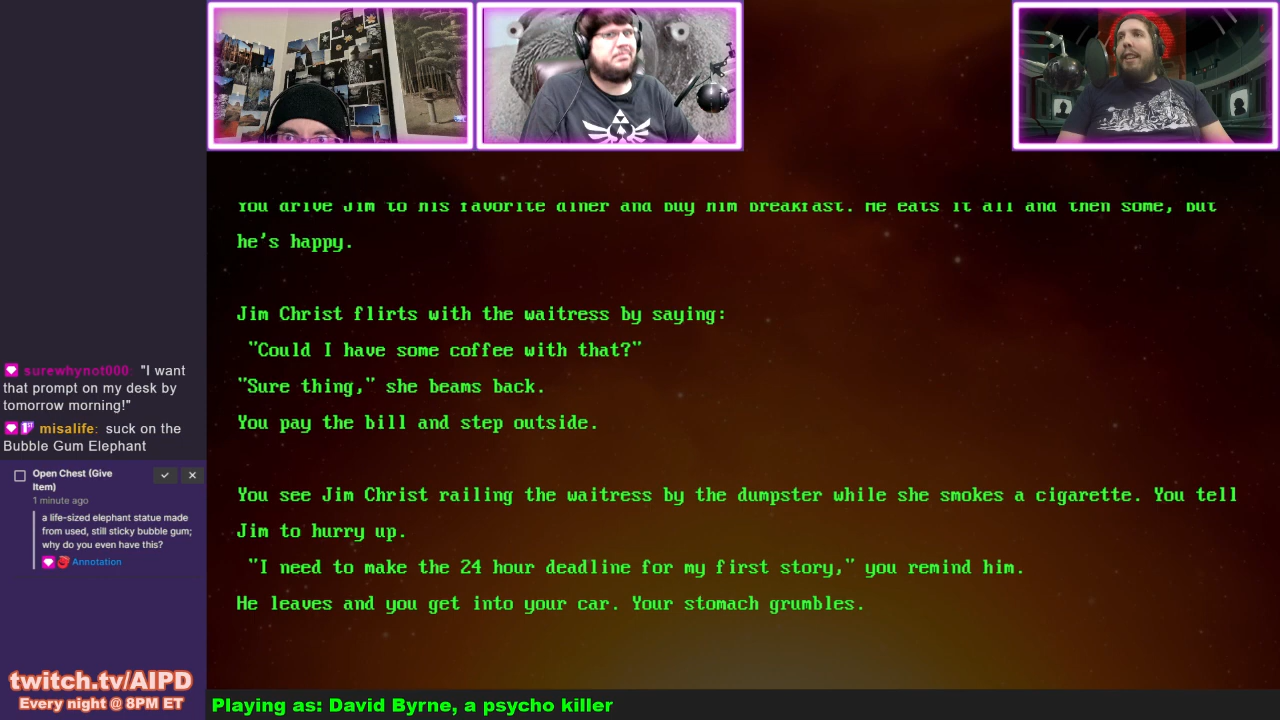 You drive Jim to his favorite diner and buy him breakfast. He eats it all and then some, but
he's happy.
Jim Christ flirts with the waitress by saying:
"Could I have some coffee with that?"
"Sure thing," she beams back.
You pay the bill and step outside.
You see Jim Christ railing the waitress by the dumpster while she smokes a cigarette. You tell
Jim to hurry up.
"I need to make the 24 hour deadline for my first story," you remind him.
He leaves and you get into your car. Your stomach grumbles.
surewhynot000: "I want
that prompt on my desk by
tomorrow morning!"
misalife: suck on the
Bubble Gum Elephant
Open Chest (Give
Item)
1 minute ago
a life-sized elephant statue made
from used, still sticky bubble gum;
why do you even have this?
Annotation
twitch.tv/AIPD
Every night @ 8PM ET
Playing as: David Byrne, a psycho killer